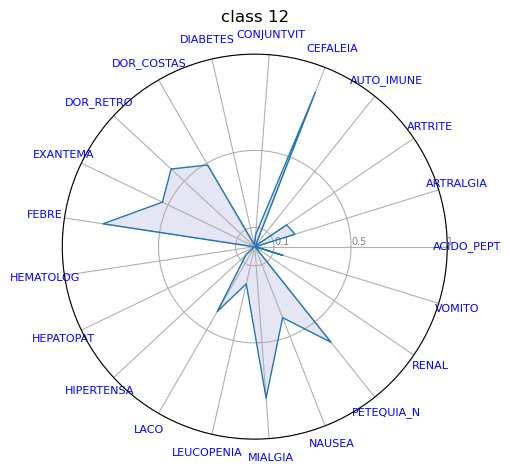 class 12
CONJUNTVIT
DIABETES
CEFALEIA
DOR_COSTAS
AUTO_IMUNE
DOR_RETRO
ARTRITE
EXANTEMA
ARTRALGIA
FEBRE
0.1
0.5
1
ACIDO_PEPT
HEMATOLOG
VOMITO
HEPATOPAT
RENAL
HIPERTENSA
PETEQUIA_N
LACO
NAUSEA
LEUCOPENIA
MIALGIA